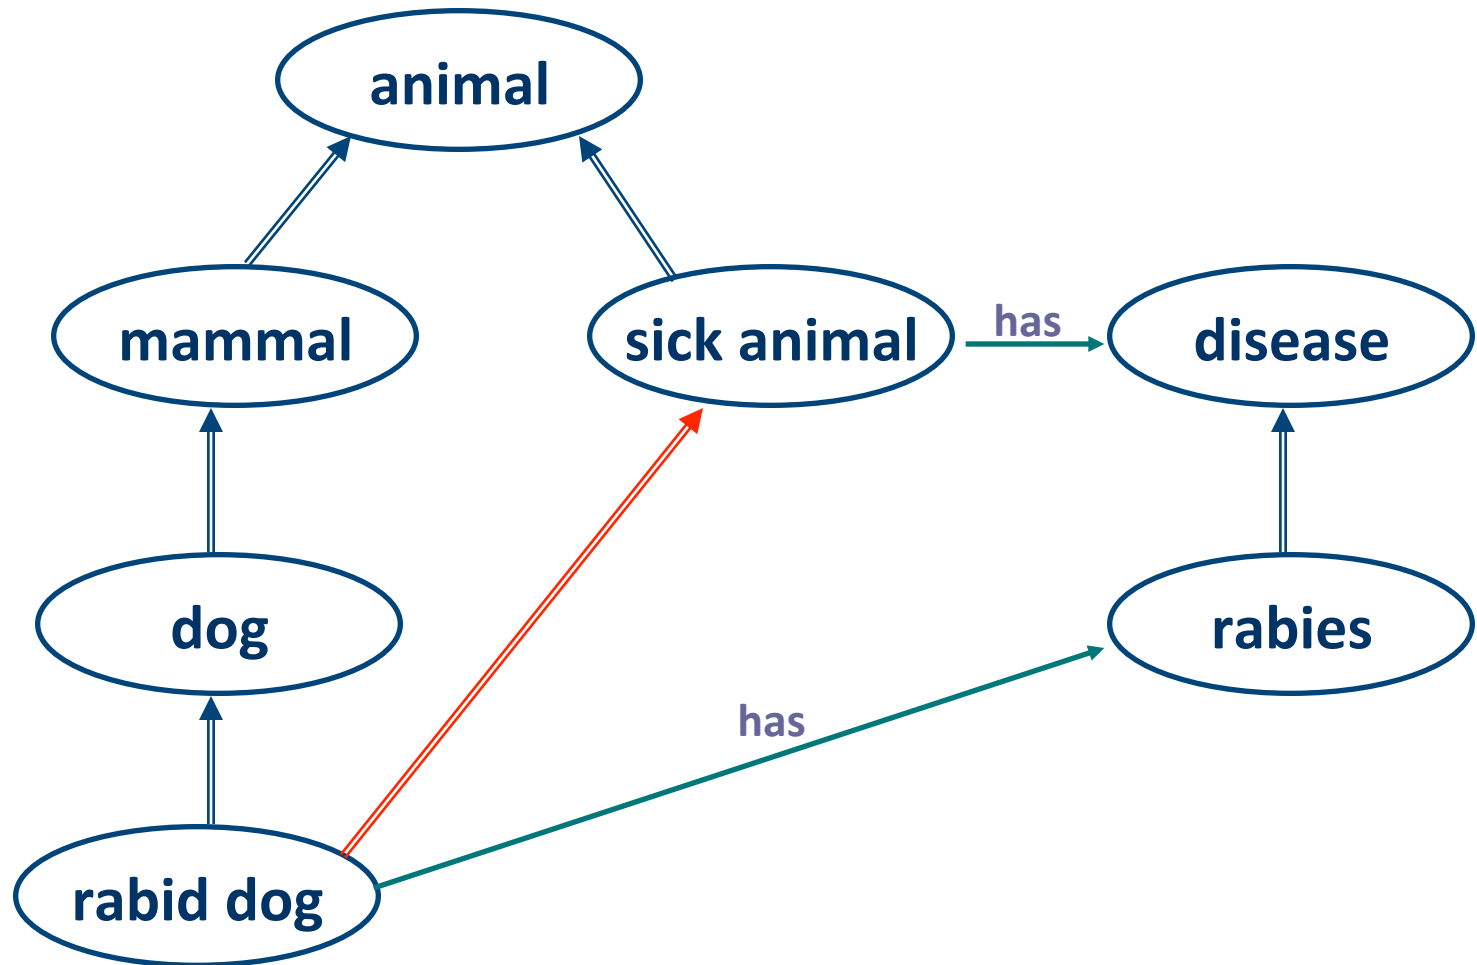 animal
mammal
sick animal
has
disease
dog
rabies
has
rabid dog